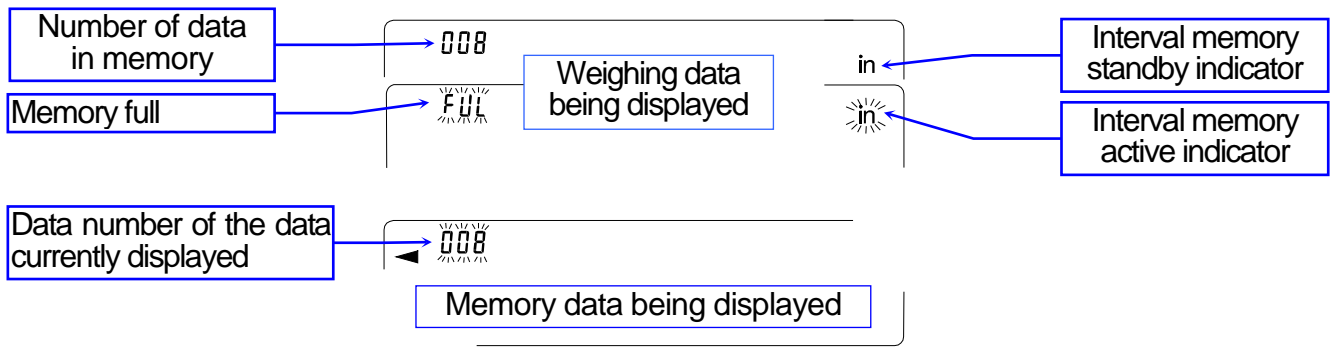 Number of data
in memory
008
in
Interval memory
standby indicator
Weighing data
being displayed
Memory full
FUL
in
Interval memory
active indicator
Data number of the data
currently displayed
008
Memory data being displayed